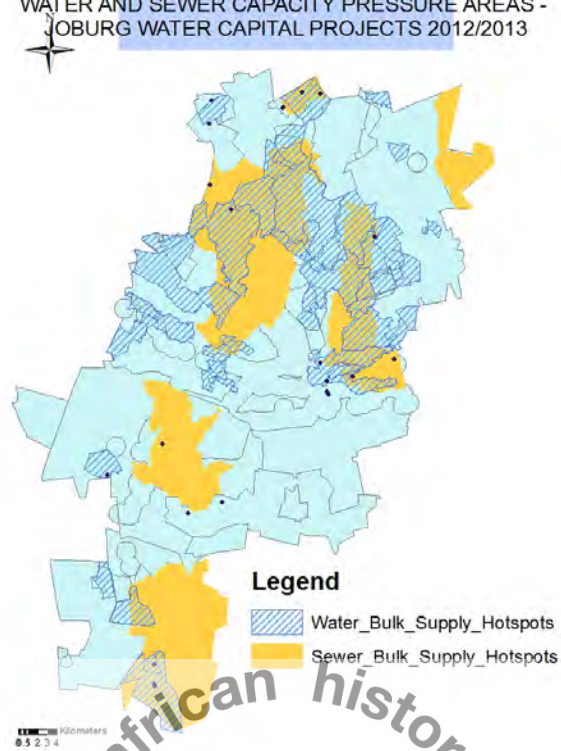 WATER AND SEWER CAPACITY PRESSURE AREAS -
JOBURG WATER CAPITAL PROJECTS 2012/2013
N
Legend
Water_Bulk_Supply_Hotspots
Sewer_Bulk_Supply_Hotspots
Kilometers
0.5 2 3 4
african histor